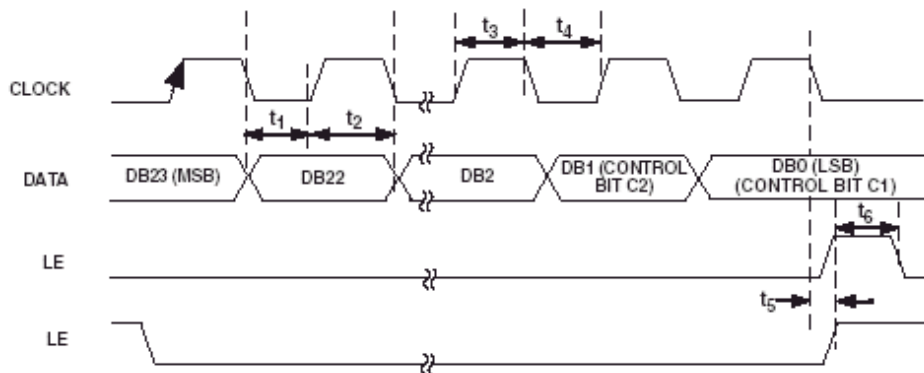 t3
t4
CLOCK
t1
t2
DATA
DB23 (MSB)
DB22
DB2
DB1 (CONTROL
BIT C2)
DB0 (LSB)
(CONTROL BIT C1)
t6
LE
t5
LE